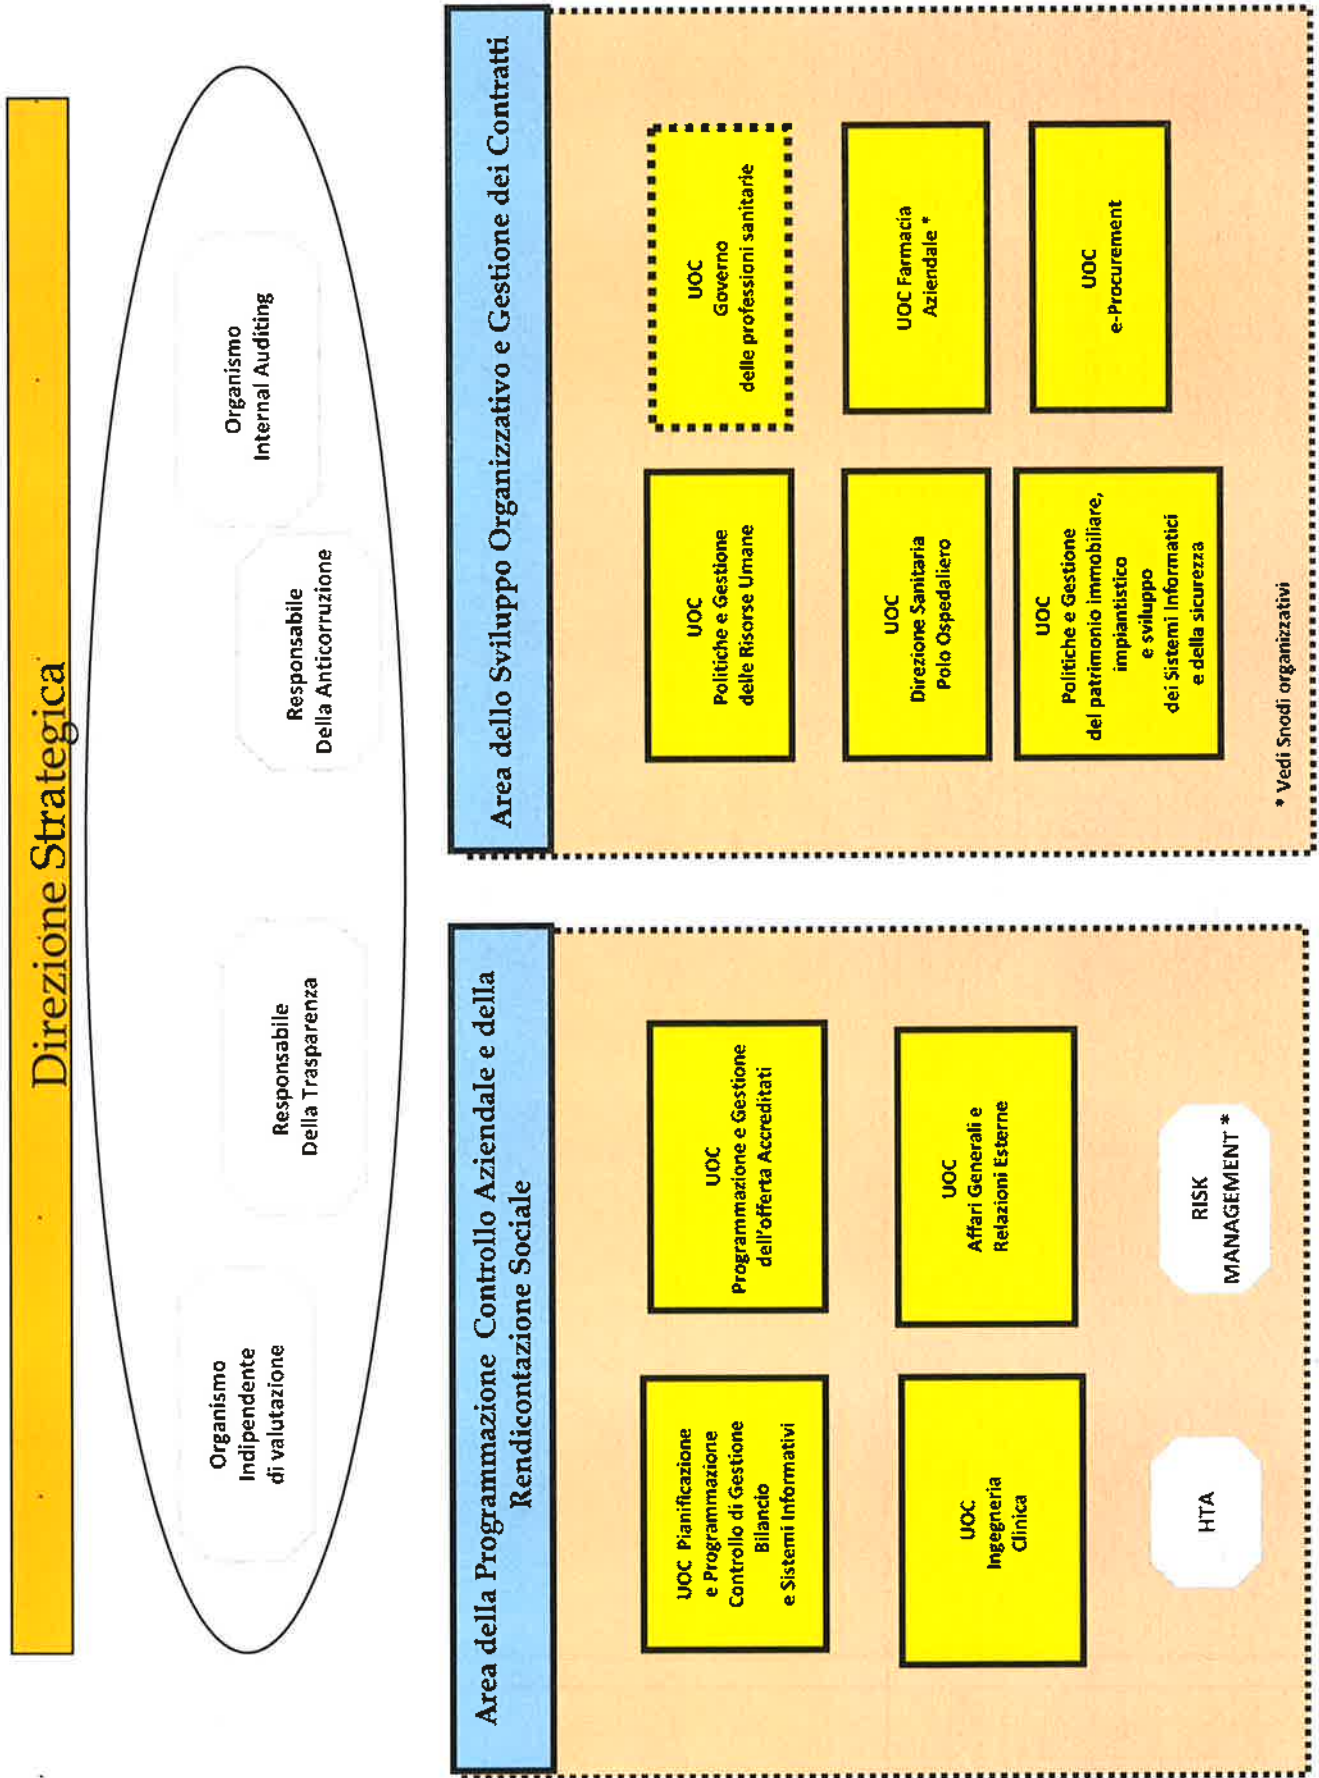 Direzione Strategica
Organismo
Indipendente
di valutazione
Responsabile
Della Trasparenza
Responsabile
Della Anticorruzione
Organismo
Internal Auditing
Area della Programmazione Controllo Aziendale e della
Rendicontazione Sociale
UOC Pianificazione
e Programmazione
Controllo di Gestione
Bilancio
e Sistemi Informativi
UOC
Programmazione e Gestione
dell'offerta Accreditati
UOC
Ingegneria
Clinica
UOC
Affari Generali e
Relazioni Esterne
HTA
RISK
MANAGEMENT *
Area dello Sviluppo Organizzativo e Gestione dei Contratti
UOC
Politiche e Gestione
delle Risorse Umane
UOC
Governo
delle professioni sanitarie
UOC
Direzione Sanitaria
Polo Ospedaliero
UOC Farmacia
Aziendale *
UOC
Politiche e Gestione
del patrimonio immobiliare,
impiantistico
e sviluppo
dei Sistemi Informatici
e della sicurezza
UOC
e-Procurement
* Vedi Snodi organizzativi